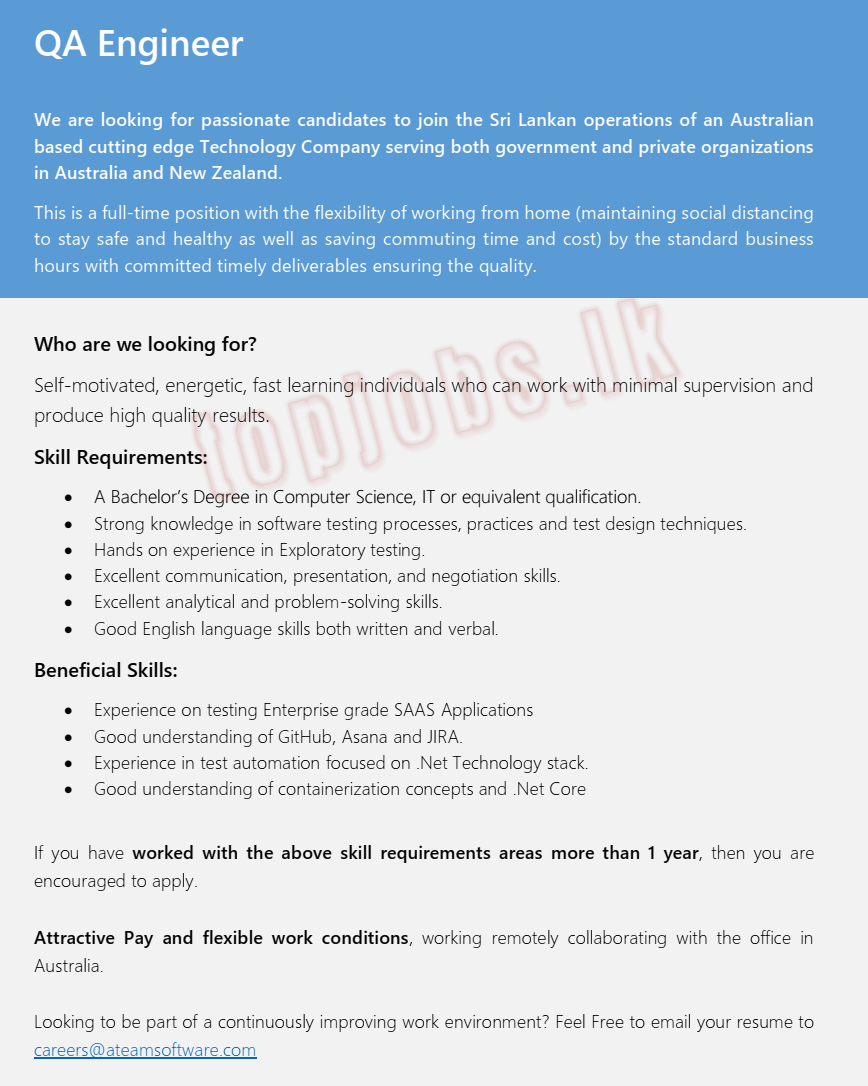 QA Engineer
We are looking for passionate candidates to join the Sri Lankan operations of an Australian
based cutting edge Technology Company serving both government and private organizations
in Australia and New Zealand.
This is a full-time position with the flexibility of working from home (maintaining social distancing
to stay safe and healthy as well as saving commuting time and cost) by the standard business
hours with committed timely deliverables ensuring the quality.
topjobs.lk
Who are we looking for?
Self-motivated, energetic, fast learning individuals who can work with minimal supervision and
produce high quality results.
Skill Requirements:
• A Bachelor’s Degree in Computer Science, IT or equivalent qualification.
• Strong knowledge in software testing processes, practices and test design techniques.
• Hands on experience in Exploratory testing.
• Excellent communication, presentation, and negotiation skills.
• Excellent analytical and problem-solving skills.
• Good English language skills both written and verbal.
Beneficial Skills:
• Experience on testing Enterprise grade SAAS Applications
• Good understanding of GitHub, Asana and JIRA.
• Experience in test automation focused on .Net Technology stack.
• Good understanding of containerization concepts and .Net Core
If you have worked with the above skill requirements areas more than 1 year, then you are
encouraged to apply.
Attractive Pay and flexible work conditions, working remotely collaborating with the office in
Australia.
Looking to be part of a continuously improving work environment? Feel Free to email your resume to
careers@ateamsoftware.com